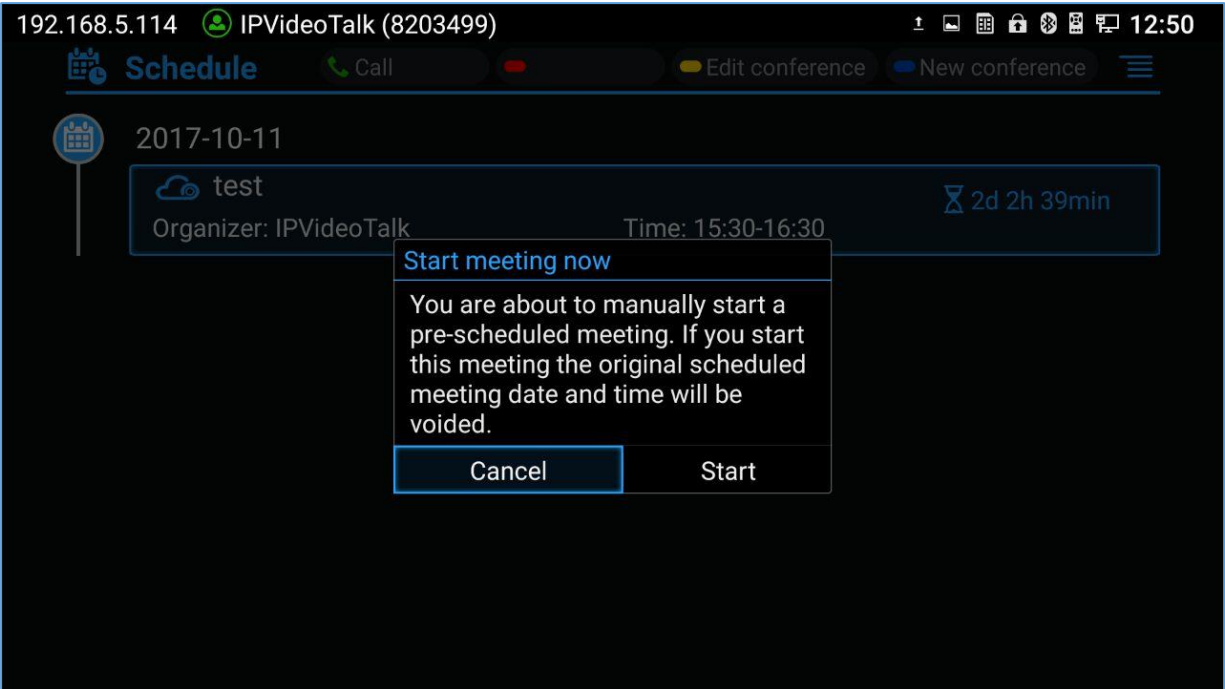 192.168.5.114 IPVideoTalk (8203499) 12:50
Schedule Call Edit conference New conference
2017-10-11
test
2d 2h 39min
Organizer: IPVideoTalk Time: 15:30-16:30
Start meeting now
You are about to manually start a
pre-scheduled meeting. If you start
this meeting the original scheduled
meeting date and time will be
voided.
Cancel Start